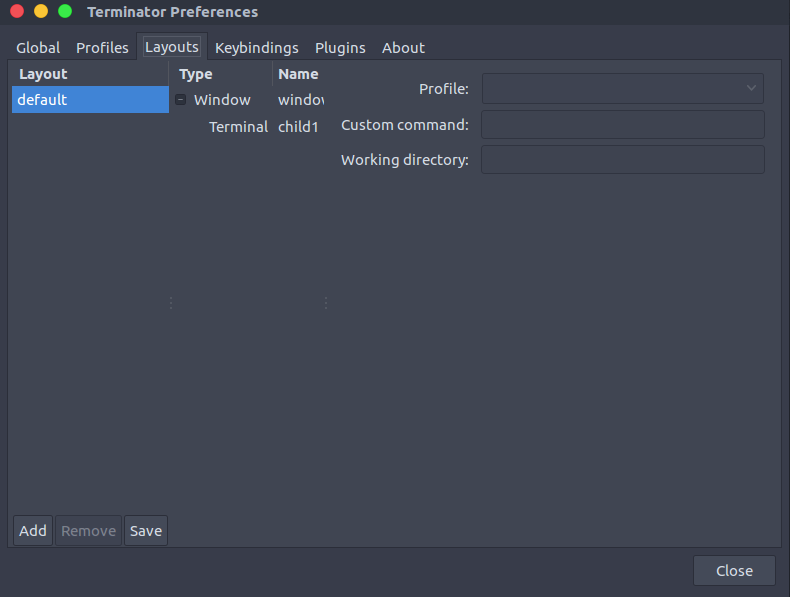 Terminator Preferences
Global Profiles Layouts Keybindings Plugins About
Layout Type Name Profile:
default Window windov
Custom command:
Terminal child1
Working directory:
Add Remove Save
Close